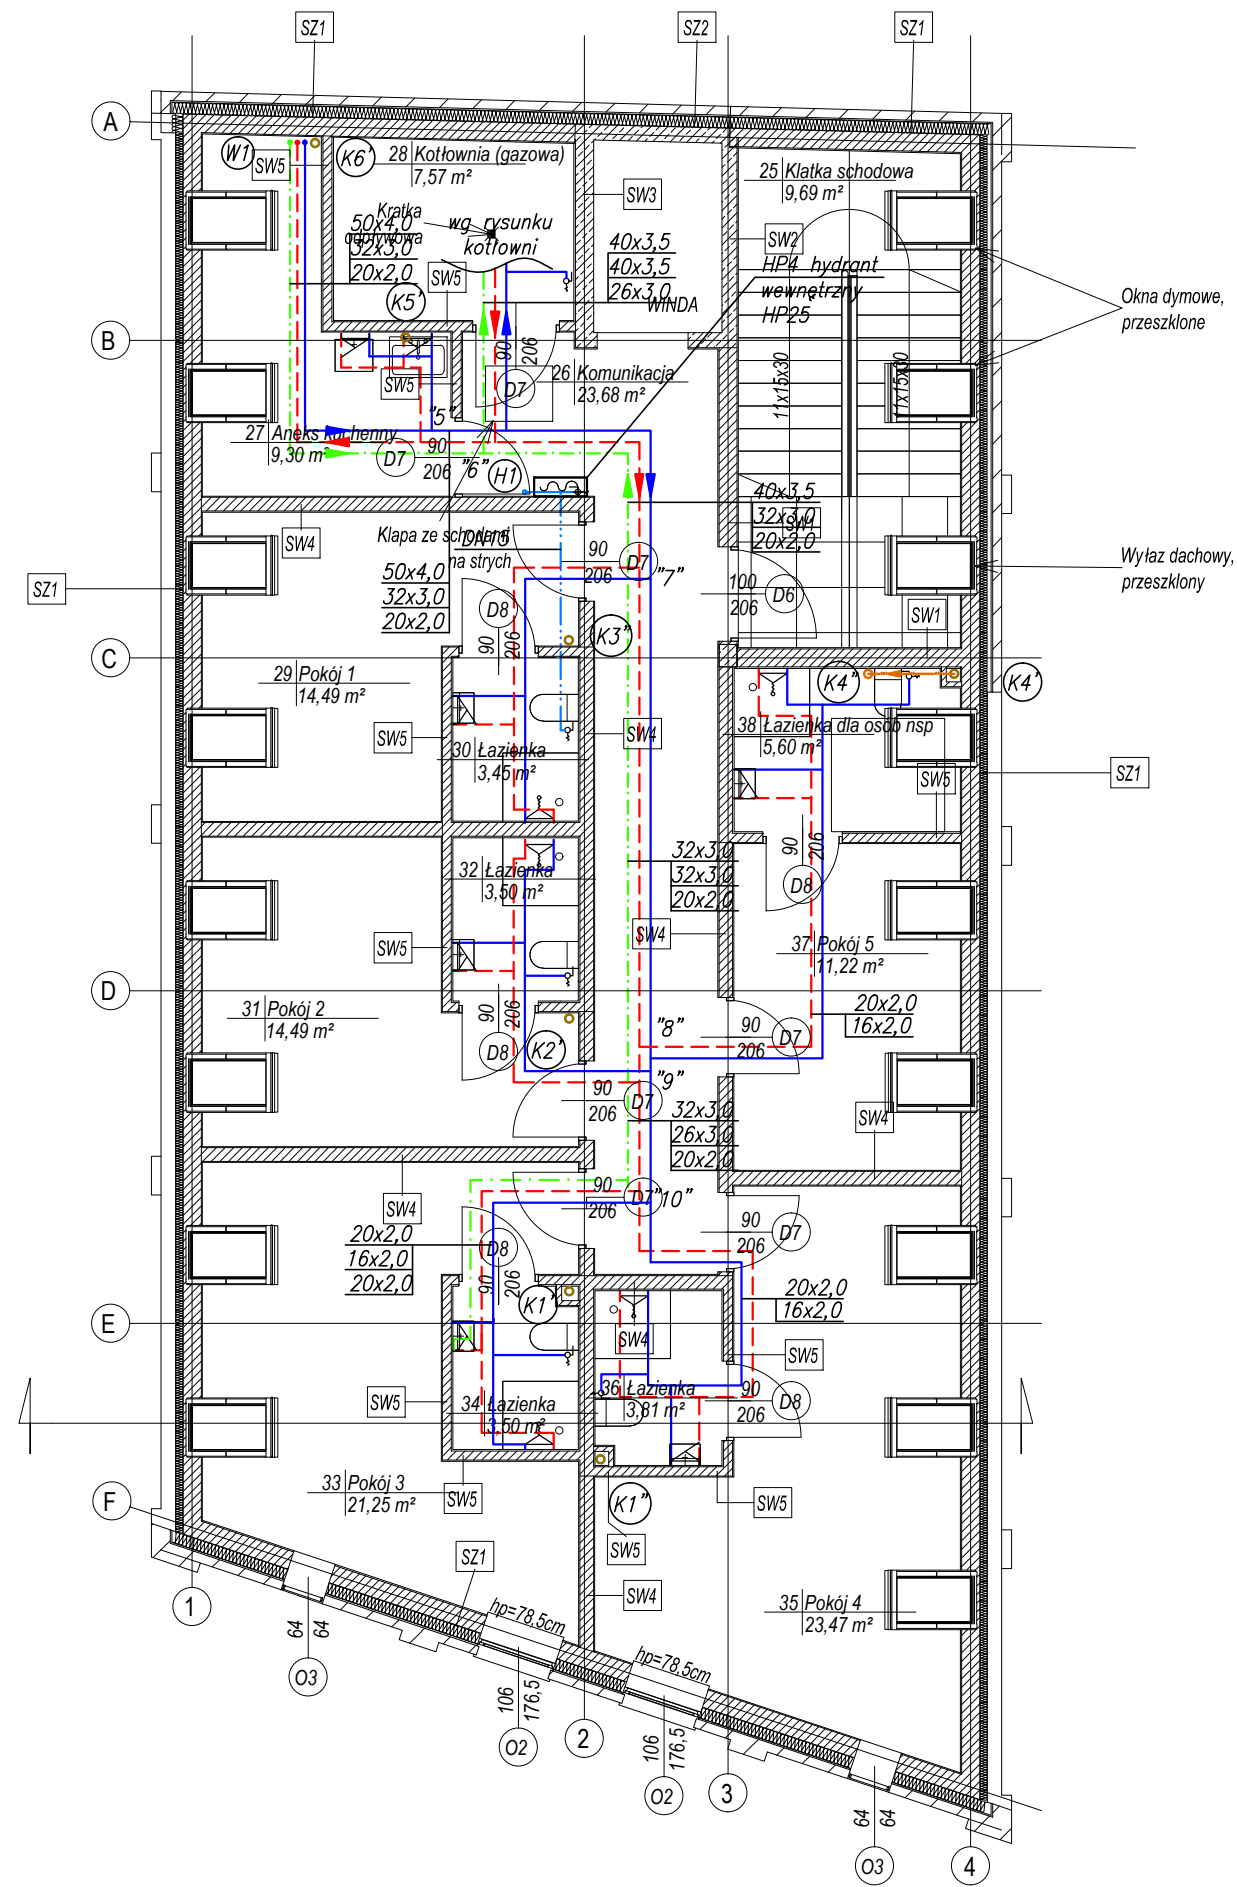 SZ1
SZ2
SZ1
A
W1
SW5
K6'
28 Kotłownia (gazowa)
7,57 m²
25 Klatka schodowa
9,69 m²
SW3
Kratka
odpływowa
50x4,0
32x3,0
20x2,0
wg rysunku
kotłowni
SW2
40x3,5
40x3,5
26x3,0
HP4 hydrant
wewnętrzny
HP25
SW5
K5'
WINDA
Okna dymowe,
przeszklone
B
90
206
SW5
D7
26 Komunikacja
23,68 m²
11x15x30
11x15x30
"5"
27 Aneks kuchenny
9,30 m²
D7
90
206
"6"
H1
40x3,5
32x3,0
20x2,0
SW1
SW4
Klapa ze schodami
na strych
DN15
90
206
D7
"7"
Wyłaz dachowy,
przeszklony
SZ1
50x4,0
32x3,0
20x2,0
D8
90
206
100
206
D6
SW1
K3"
C
29 Pokój 1
14,49 m²
K4"
K4'
SW5
30 Łazienka
3,45 m²
SW4
38 Łazienka dla osób nsp
5,60 m²
SW5
SZ1
32x3,0
32x3,0
20x2,0
90
206
D8
32 Łazienka
3,50 m²
SW5
SW4
37 Pokój 5
11,22 m²
D
31 Pokój 2
14,49 m²
90
206
D8
K2'
"8"
90
206
D7
20x2,0
16x2,0
"9"
90
206
D7
32x3,0
26x3,0
20x2,0
SW4
SW4
90
206
D7
"10"
90
206
D7
20x2,0
16x2,0
20x2,0
D8
90
206
K1'
20x2,0
16x2,0
E
SW4
SW5
SW5
34 Łazienka
3,50 m²
36 Łazienka
3,81 m²
90
206
D8
33 Pokój 3
21,25 m²
SW5
K1"
SW5
F
SZ1
SW5
1
SW4
35 Pokój 4
23,47 m²
64
64
O3
hp=78.5cm
hp=78.5cm
106
176,5
O2
2
106
176,5
O2
3
64
64
O3
4